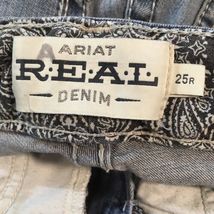 A ARIAT
R·E·A·L
DENIM
25R